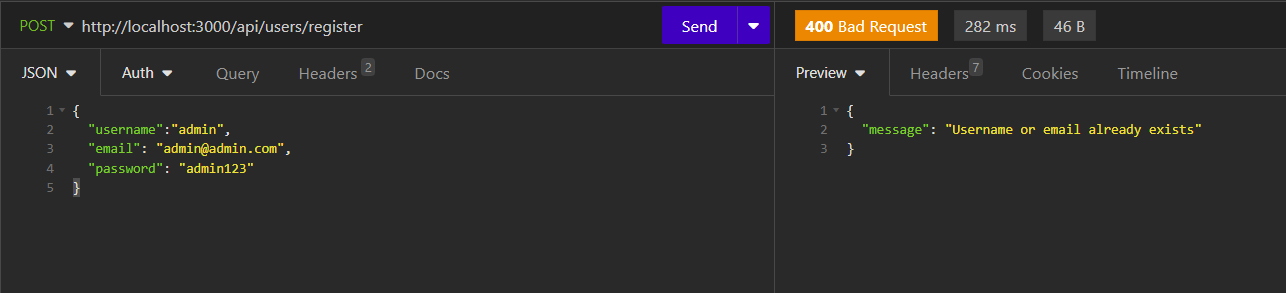 POST http://localhost:3000/api/users/register Send
400 Bad Request 282 ms 46 B
JSON Auth Query Headers 2 Docs
Preview Headers 7 Cookies Timeline
1 {
2 "username":"admin",
3 "email": "admin@admin.com",
4 "password": "admin123"
5 }
1 {
2 "message": "Username or email already exists"
3 }